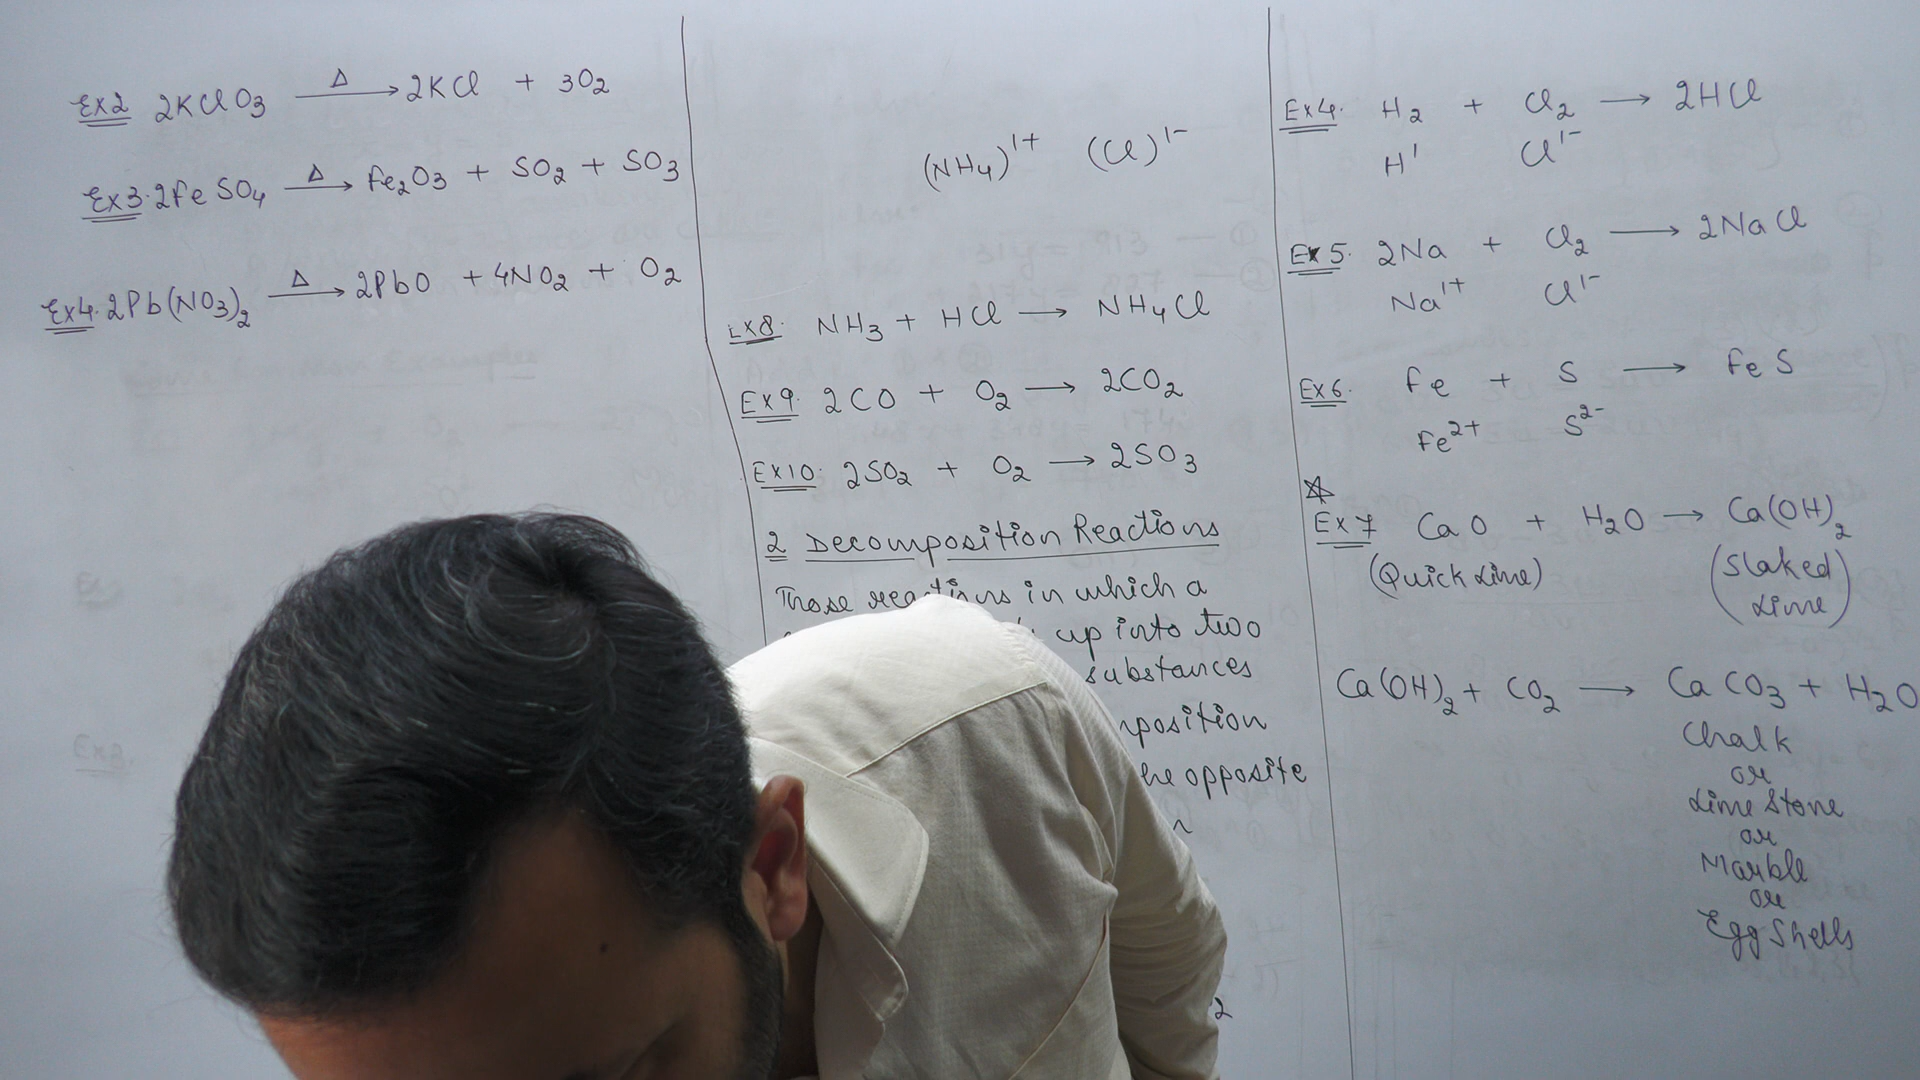 Ex2 2KClO3 Δ→ 2KCl + 3O2
Ex3. 2FeSO4 Δ→ Fe2O3 + SO2 + SO3
Ex4. 2Pb(NO3)2 Δ→ 2PbO + 4NO2 + O2
(NH4)1+ (Cl)1-
Ex8. NH3 + HCl → NH4Cl
Ex9. 2CO + O2 → 2CO2
Ex10. 2SO2 + O2 → 2SO3
2 Decomposition Reactions
Those reactions in which a
up into two
substances
opposite
2
Ex4. H2 + Cl2 → 2HCl
H1 Cl1-
Ex5. 2Na + Cl2 → 2NaCl
Na1+ Cl1-
Ex6. Fe + S → FeS
Fe2+ S2-
Ex7 CaO + H2O → Ca(OH)2
(Quick Lime) (Slaked
Lime)
Ca(OH)2 + CO2 → CaCO3 + H2O
Chalk
or
Lime Stone
or
Marble
or
Egg Shells